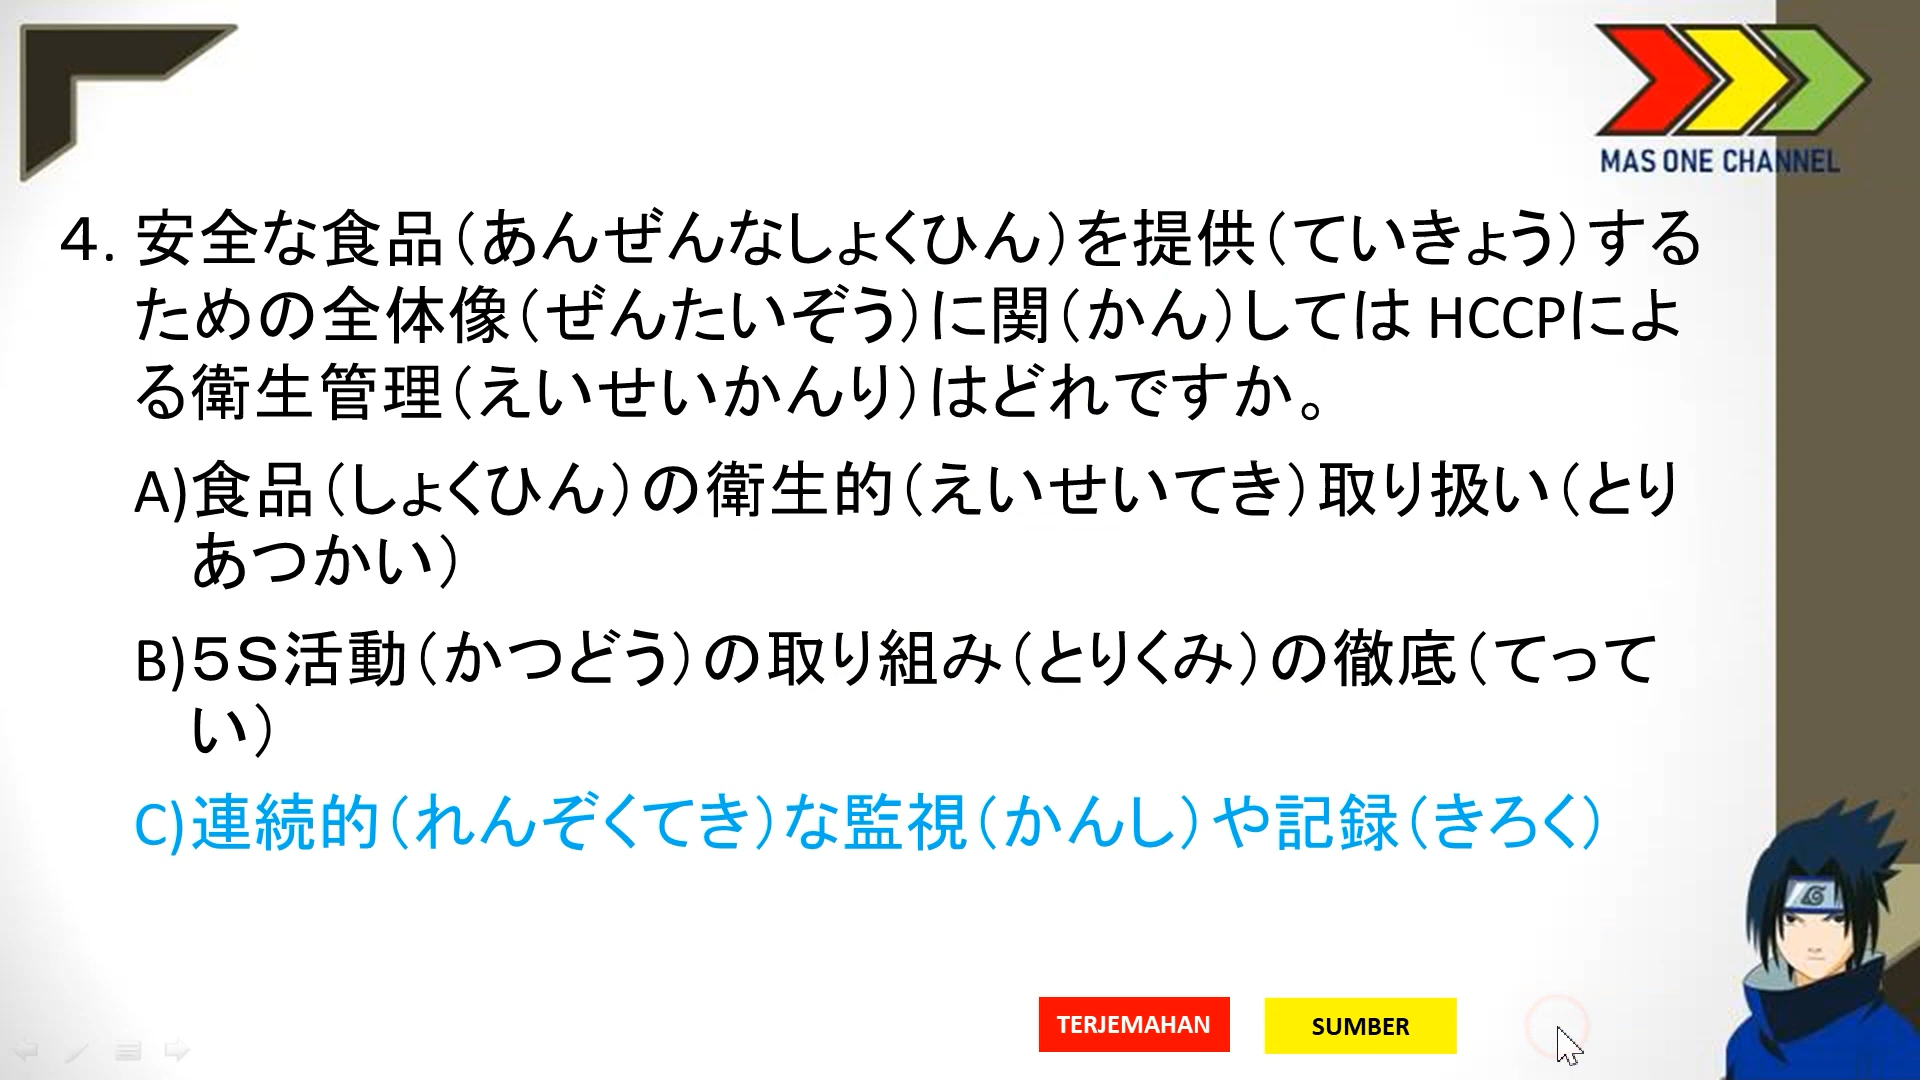 MAS ONE CHANNEL
４. 安全な食品（あんぜんなしょくひん）を提供（ていきょう）する
ための全体像（ぜんたいぞう）に関（かん）しては HCCPによ
る衛生管理（えいせいかんり）はどれですか。
A)食品（しょくひん）の衛生的（えいせいてき）取り扱い（とり
あつかい）
B)５Ｓ活動（かつどう）の取り組み（とりくみ）の徹底（てって
い）
C)連続的（れんぞくてき）な監視（かんし）や記録（きろく）
TERJEMAHAN
SUMBER